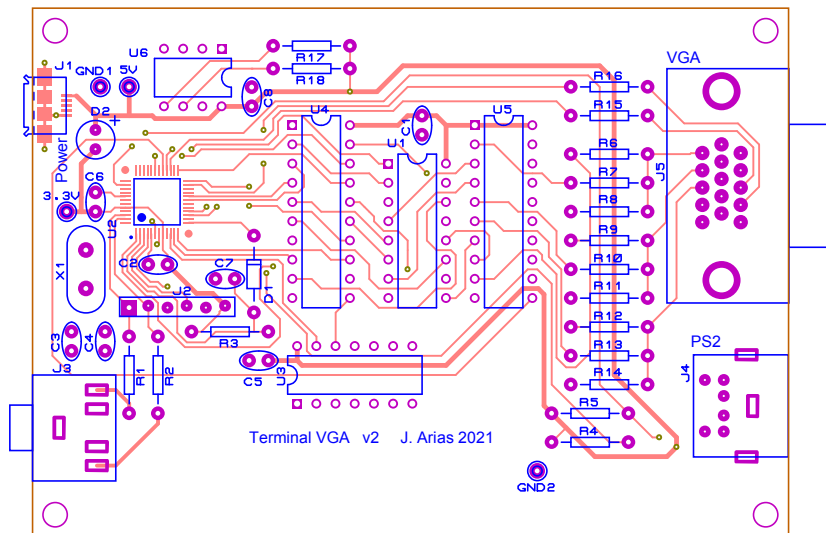 U6
J1
GND1
5V
R17
R18
VGA
R16
C8
D2
+
U4
C1
U5
R15
U1
R6
J5
Power
C6
R7
3.3V
U2
R8
R9
X1
C2
C7
R10
D1
J2
R11
R3
R12
C3
C4
R13
PS2
J3
R1
R2
C5
U3
R14
J4
R5
R4
Terminal VGA v2 J. Arias 2021
GND2